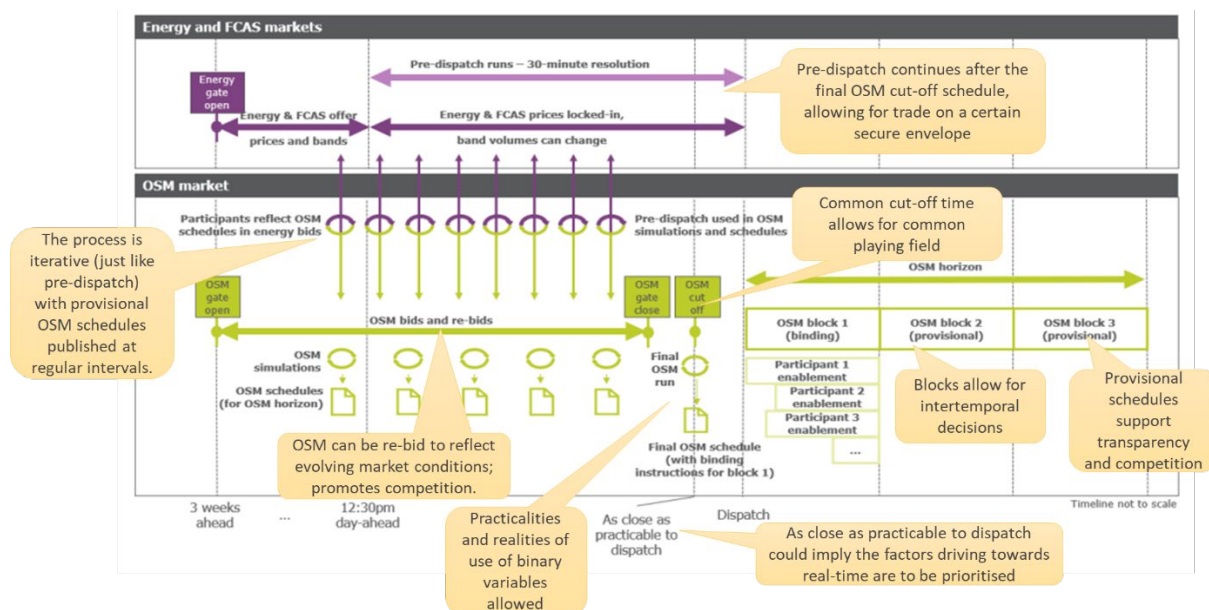 Energy and FCAS markets
Energy
gate
open
Pre-dispatch runs – 30-minute resolution
Energy & FCAS offer
prices and bands
Energy & FCAS prices locked-in,
band volumes can change
Pre-dispatch continues after the
final OSM cut-off schedule,
allowing for trade on a certain
secure envelope
OSM market
Participants reflect OSM
schedules in energy bids
Pre-dispatch used in OSM
simulations and schedules
Common cut-off time
allows for common
playing field
The process is
iterative (just like
pre-dispatch)
with provisional
OSM schedules
published at
regular intervals.
OSM
gate
open
OSM bids and re-bids
OSM
gate
close
OSM
cut
off
OSM horizon
OSM block 1
(binding)
OSM block 2
(provisional)
OSM block 3
(provisional)
OSM
simulations
OSM schedules
(for OSM horizon)
Final
OSM
run
Participant 1
enablement
Participant 2
enablement
Participant 3
enablement
...
Final OSM schedule
(with binding
instructions for block 1)
Blocks allow for
intertemporal
decisions
Provisional
schedules
support
transparency
and competition
OSM can be re-bid to reflect
evolving market conditions;
promotes competition.
3 weeks
ahead
...
12:30pm
day-ahead
Practicalities
and realities of
use of binary
variables
allowed
As close as
practicable to
dispatch
Dispatch
Timeline not to scale
As close as practicable to dispatch
could imply the factors driving towards
real-time are to be prioritised